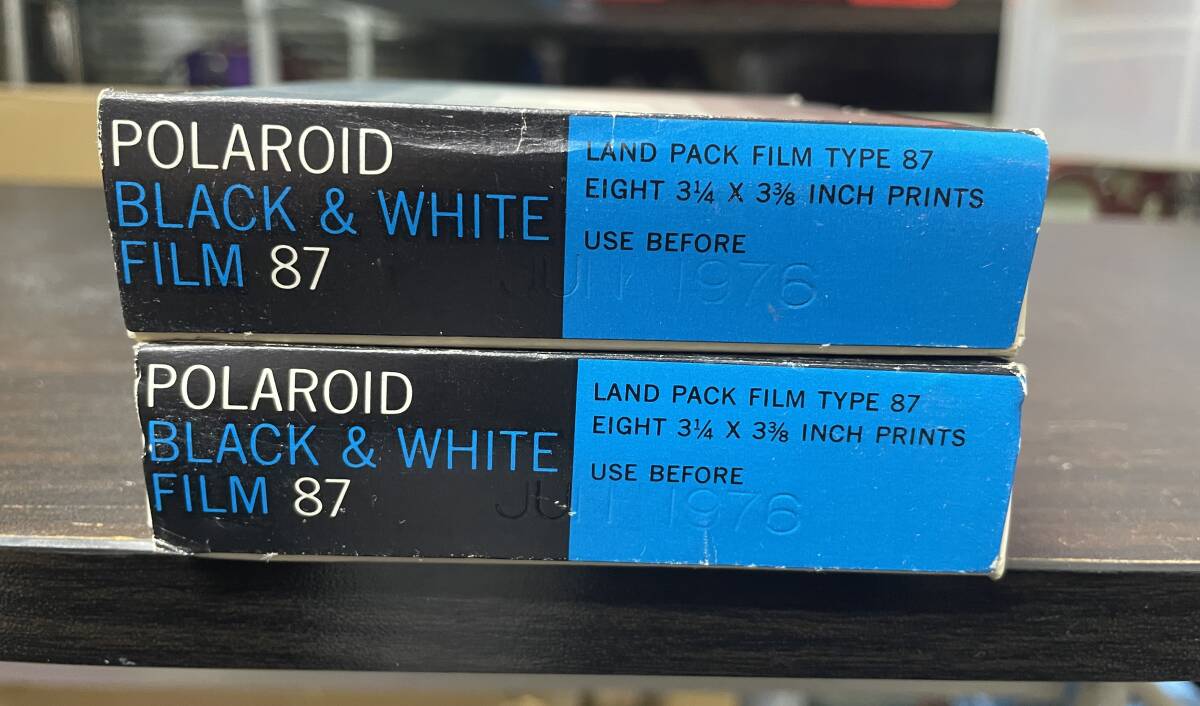 POLAROID
BLACK & WHITE
FILM 87
LAND PACK FILM TYPE 87
EIGHT 3¼ X 3⅜ INCH PRINTS
USE BEFORE
1976
POLAROID
BLACK & WHITE
FILM 87
LAND PACK FILM TYPE 87
EIGHT 3¼ X 3⅜ INCH PRINTS
USE BEFORE
1976